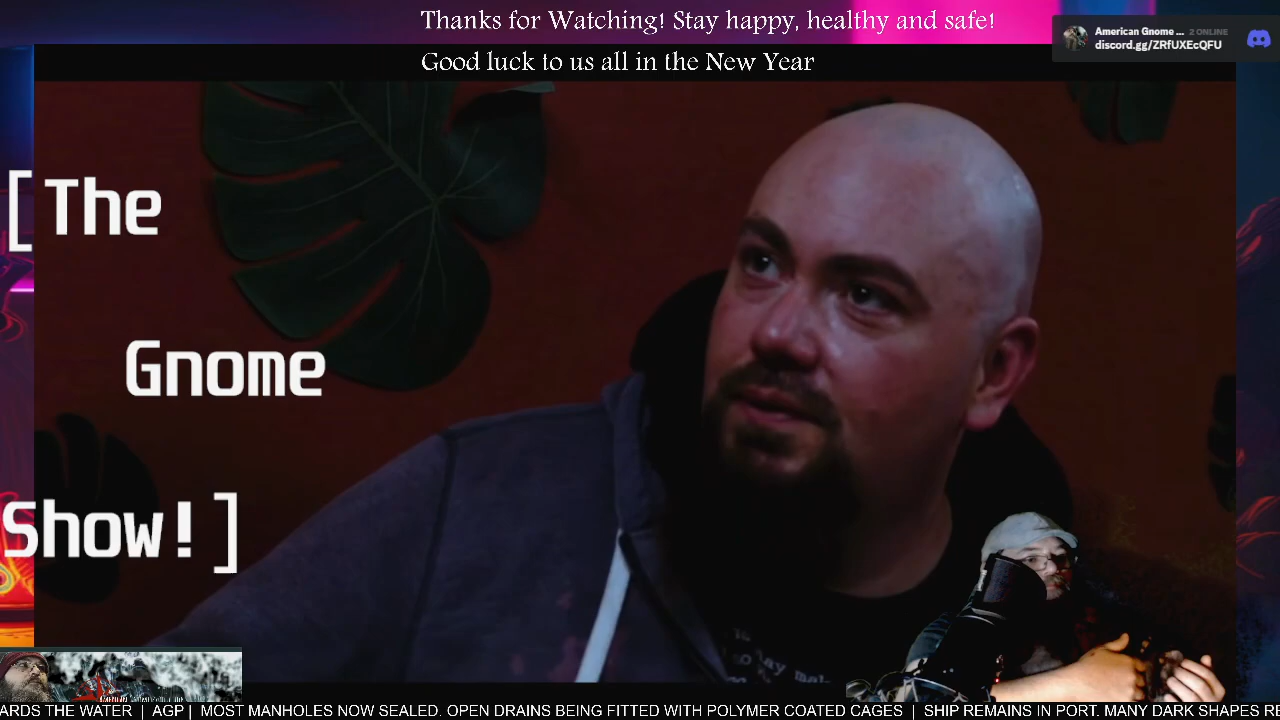 Thanks for Watching! Stay happy, healthy and safe!
American Gnome ... 2 ONLINE
discord.gg/ZRfUXEcQFU
Good luck to us all in the New Year
[The
Gnome
Show!]
ARDS THE WATER | AGP | MOST MANHOLES NOW SEALED. OPEN DRAINS BEING FITTED WITH POLYMER COATED CAGES | SHIP REMAINS IN PORT. MANY DARK SHAPES RE